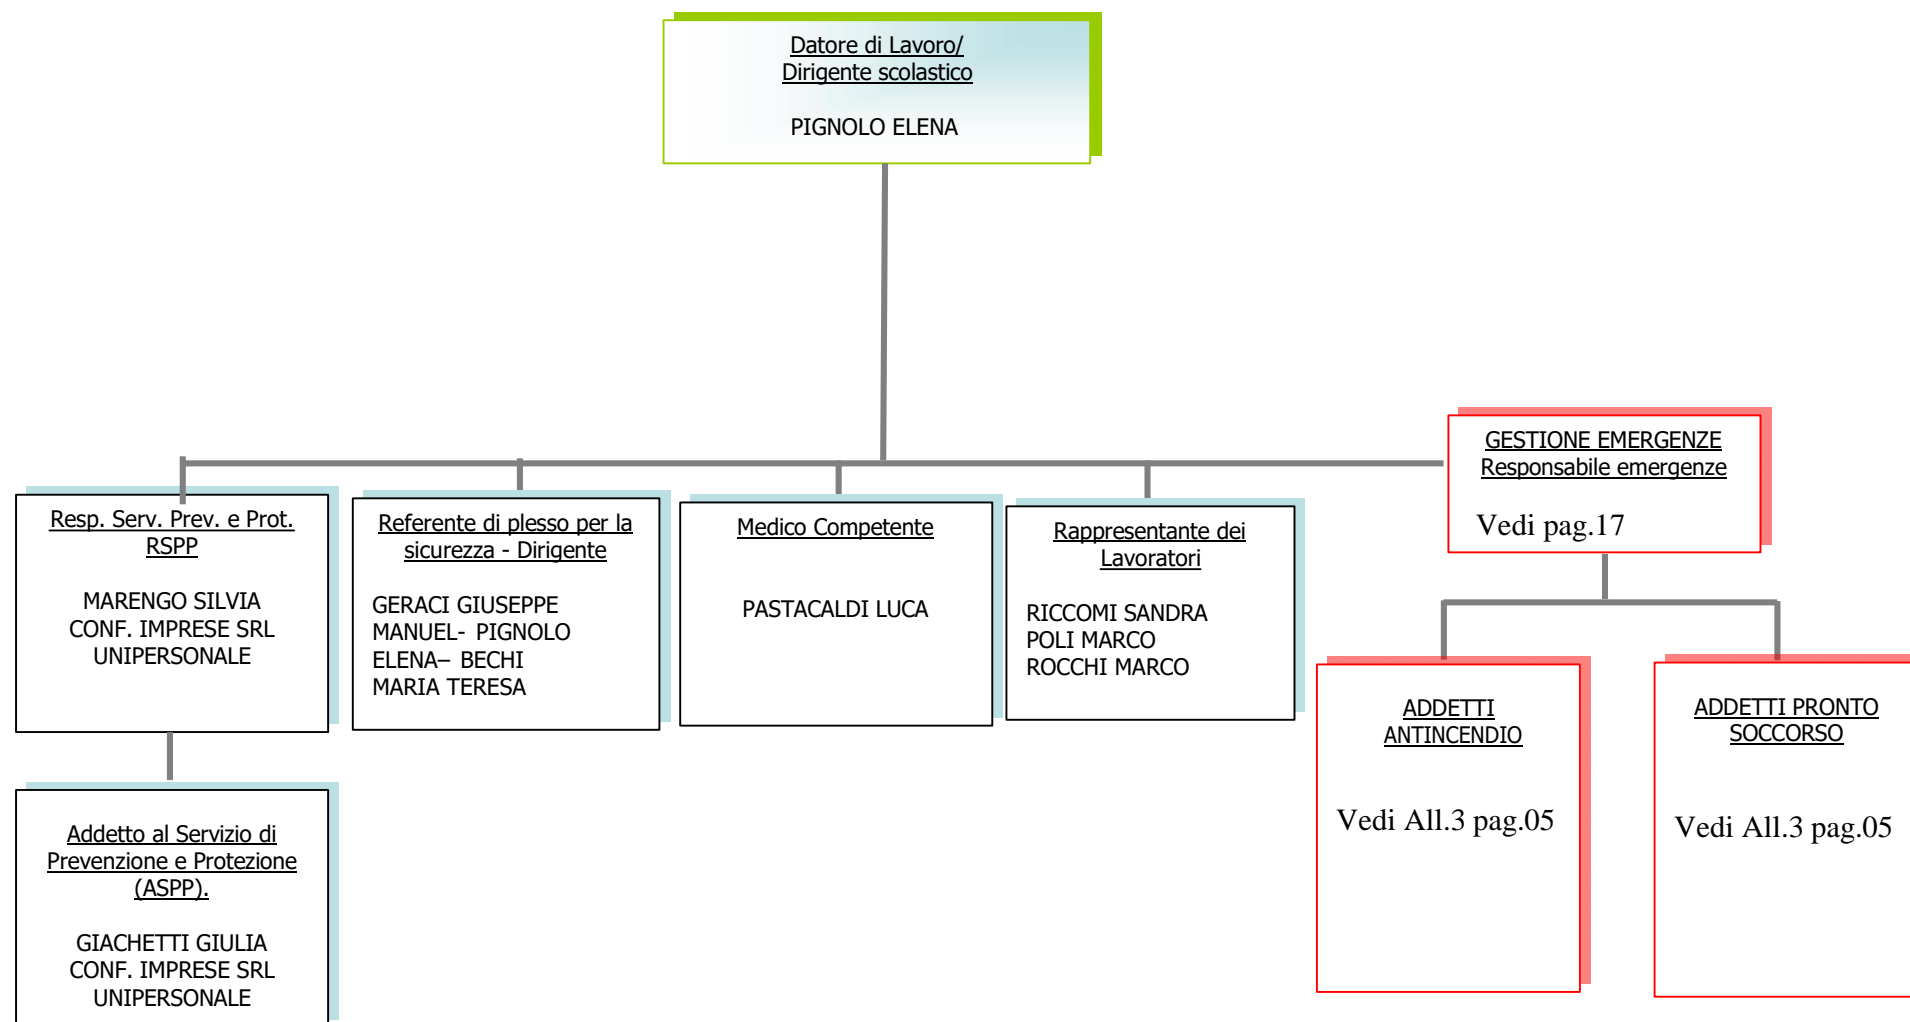 Datore di Lavoro/
Dirigente scolastico
PIGNOLO ELENA
Resp. Serv. Prev. e Prot.
RSPP
MARENGO SILVIA
CONF. IMPRESE SRL
UNIPERSONALE
Referente di plesso per la
sicurezza - Dirigente
GERACI GIUSEPPE
MANUEL- PIGNOLO
ELENA– BECHI
MARIA TERESA
Medico Competente
PASTACALDI LUCA
Rappresentante dei
Lavoratori
RICCOMI SANDRA
POLI MARCO
ROCCHI MARCO
GESTIONE EMERGENZE
Responsabile emergenze
Vedi pag.17
Addetto al Servizio di
Prevenzione e Protezione
(ASPP).
GIACHETTI GIULIA
CONF. IMPRESE SRL
UNIPERSONALE
ADDETTI
ANTINCENDIO
Vedi All.3 pag.05
ADDETTI PRONTO
SOCCORSO
Vedi All.3 pag.05